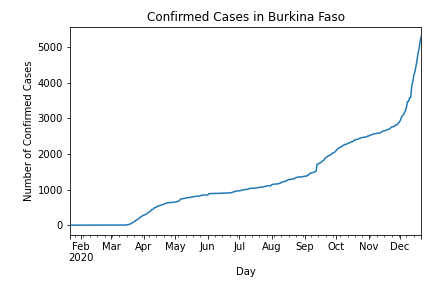 Confirmed Cases in Burkina Faso
Number of Confirmed Cases
5000
4000
3000
2000
1000
0
Feb Mar Apr May Jun Jul Aug Sep Oct Nov Dec
2020
Day